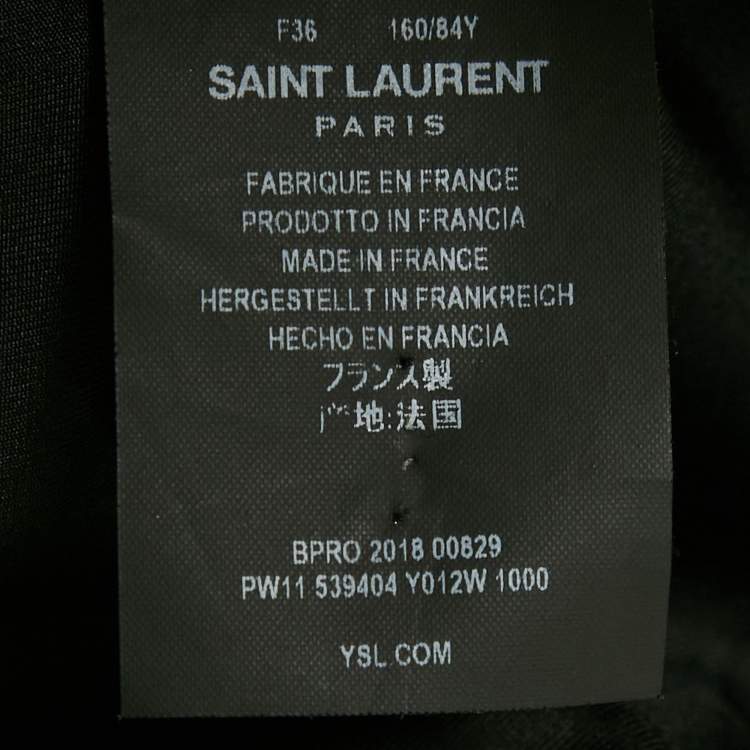 F36 160/84Y
SAINT LAURENT
PARIS
FABRIQUE EN FRANCE
PRODOTTO IN FRANCIA
MADE IN FRANCE
HERGESTELLT IN FRANKREICH
HECHO EN FRANCIA
フランス製
产地:法国
BPRO 2018 00829
PW11 539404 Y012W 1000
YSL.COM